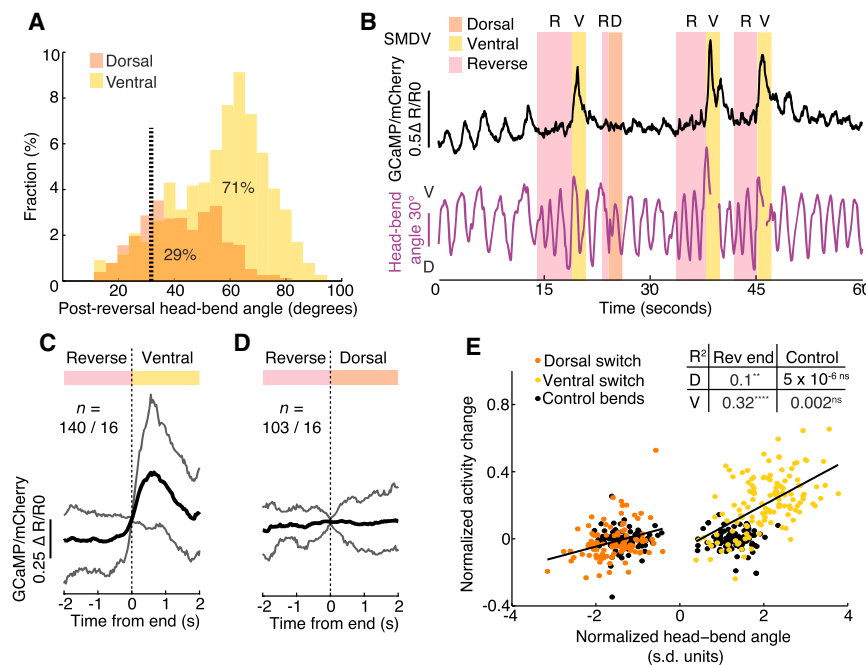 A
10
8
6
4
2
0
Fraction (%)
Dorsal
Ventral
71%
29%
20
40
60
80
100
Post-reversal head-bend angle (degrees)
B
R V R D R V R V
SMDV
Dorsal
Ventral
Reverse
GCaMP/mCherry
0.5Δ R/R0
V
Head-bend
angle 30°
D
0
15
30
45
60
Time (seconds)
C
Reverse
Ventral
n =
140 / 16
GCaMP/mCherry
0.25 Δ R/R0
-2
-1
0
1
2
Time from end (s)
D
Reverse
Dorsal
n =
103 / 16
-2
-1
0
1
2
Time from end (s)
E
Dorsal switch
Ventral switch
Control bends
R² Rev end Control
D 0.1** 5 x 10-6 ns
V 0.32**** 0.002ns
Normalized activity change
0.8
0.4
0
-0.4
-4
-2
0
2
4
Normalized head−bend angle
(s.d. units)